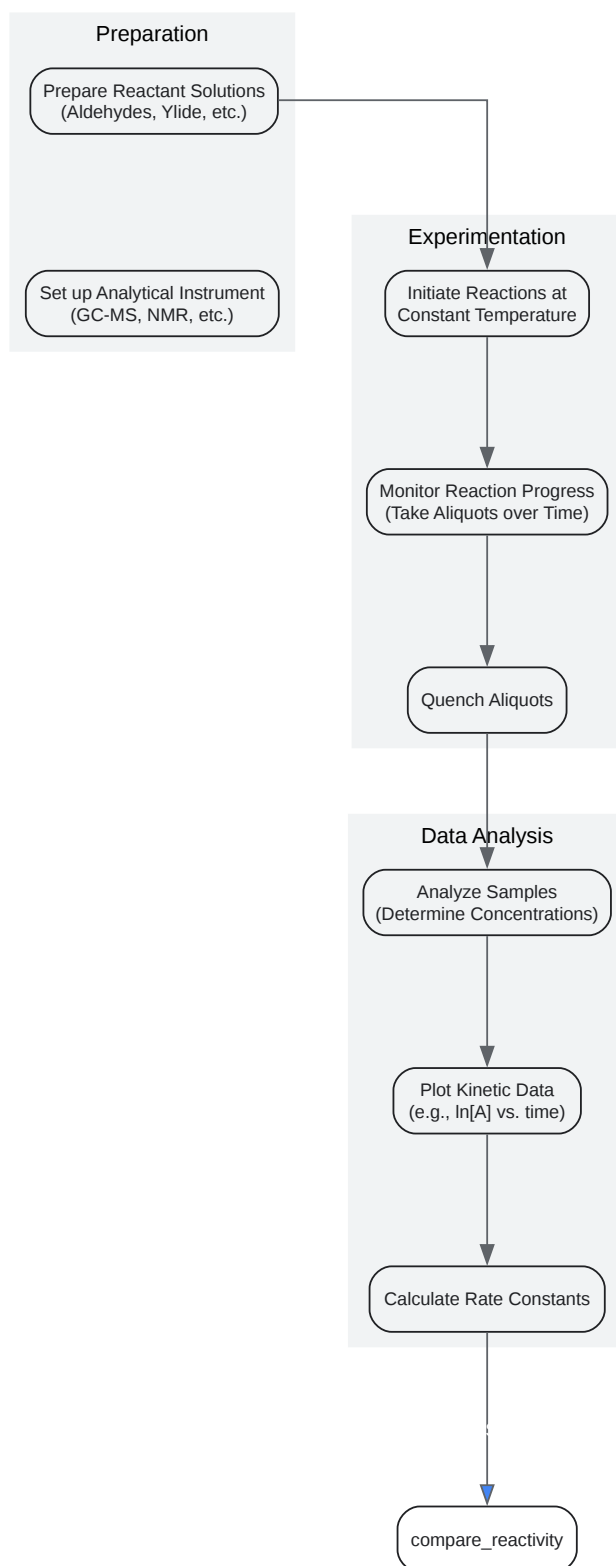 Preparation
Prepare Reactant Solutions
(Aldehydes, Ylide, etc.)
Set up Analytical Instrument
(GC-MS, NMR, etc.)
Experimentation
Initiate Reactions at
Constant Temperature
Monitor Reaction Progress
(Take Aliquots over Time)
Quench Aliquots
Data Analysis
Analyze Samples
(Determine Concentrations)
Plot Kinetic Data
(e.g., ln[A] vs. time)
Calculate Rate Constants
compare_reactivity